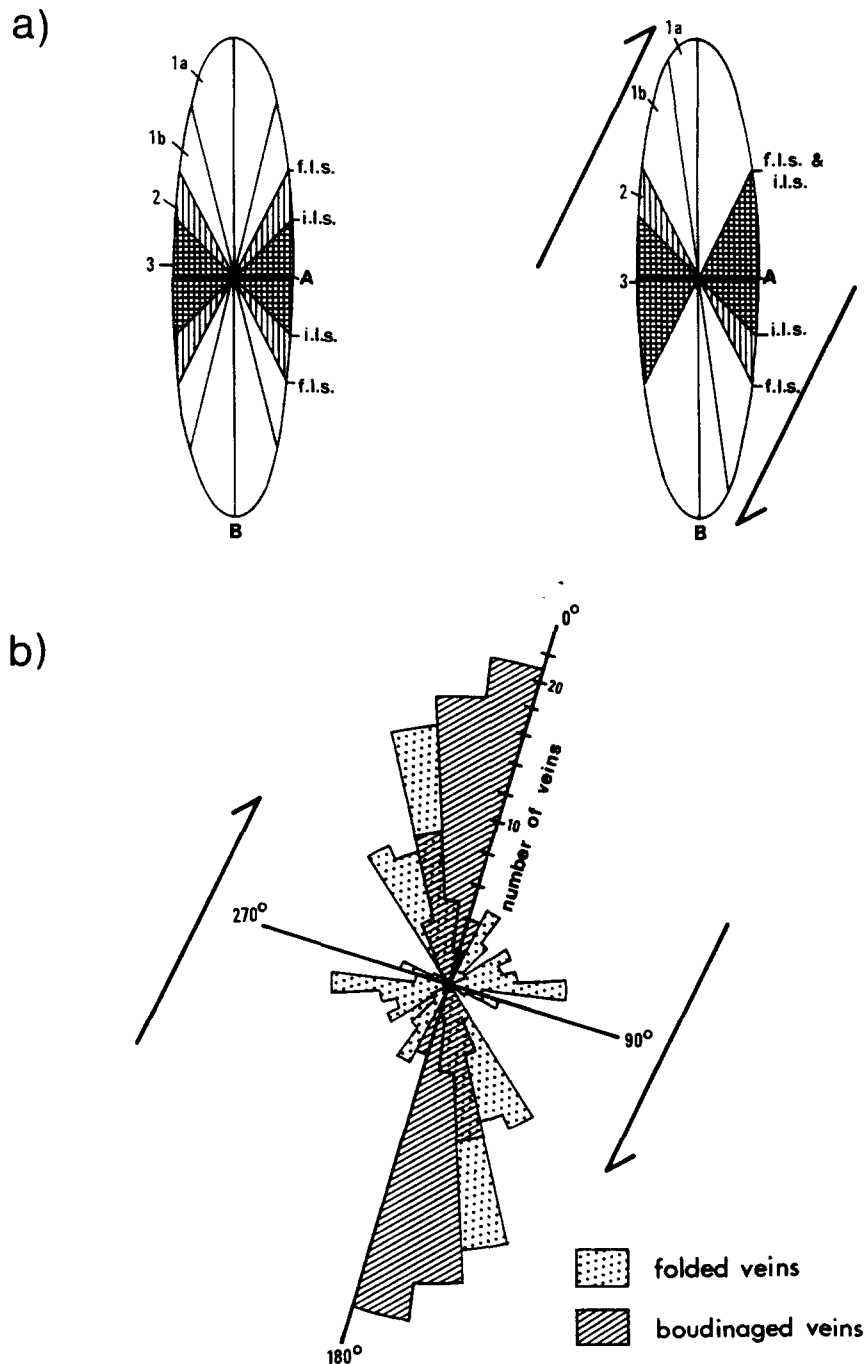 a)
1a
1b
2
3
f.l.s.
i.l.s.
A
i.l.s.
f.l.s.
B
1a
1b
2
3
f.l.s. &
i.l.s.
A
i.l.s.
f.l.s.
B
b)
0°
20
10
number of veins
270°
90°
180°
folded veins
boudinaged veins